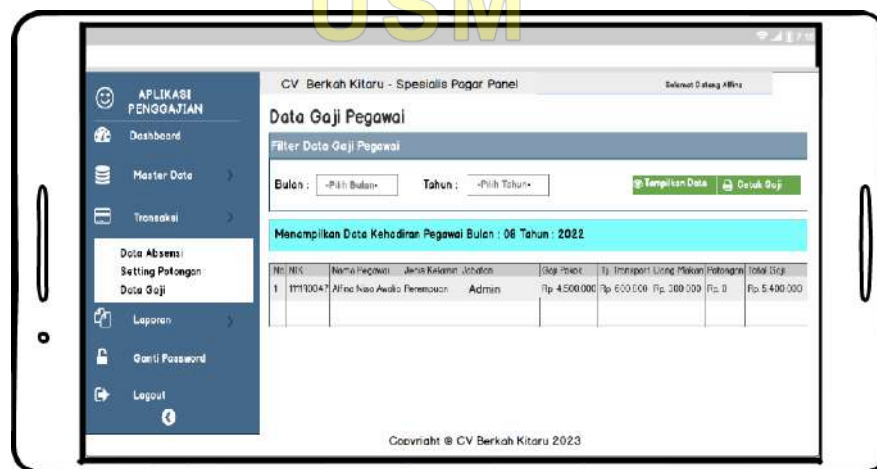 USM
7:18
APLIKASI
PENGGAJIAN
Dashboard
Master Data
Transaksi
Data Absensi
Setting Potongan
Data Gaji
Laporan
Ganti Password
Logout
CV Berkah Kitaru - Spesialis Pagar Panel
Selamat Datang Alfina
Data Gaji Pegawai
Filter Data Gaji Pegawai
Bulan : -Pilih Bulan- Tahun : -Pilih Tahun- Tampilkan Data Cetak Gaji
Menampilkan Data Kehadiran Pegawai Bulan : 08 Tahun : 2022
No NIK Nama Pegawai Jenis Kelamin Jabatan Gaji Pokok Tj. Transport Uang Makan Potongan Total Gaji
1 Alfina Nisa Awalia Perempuan Admin Rp 4.500.000 Rp 600.000 Rp. 300.000 Rp. 0 Rp. 5.400.000
Copyright © CV Berkah Kitaru 2023